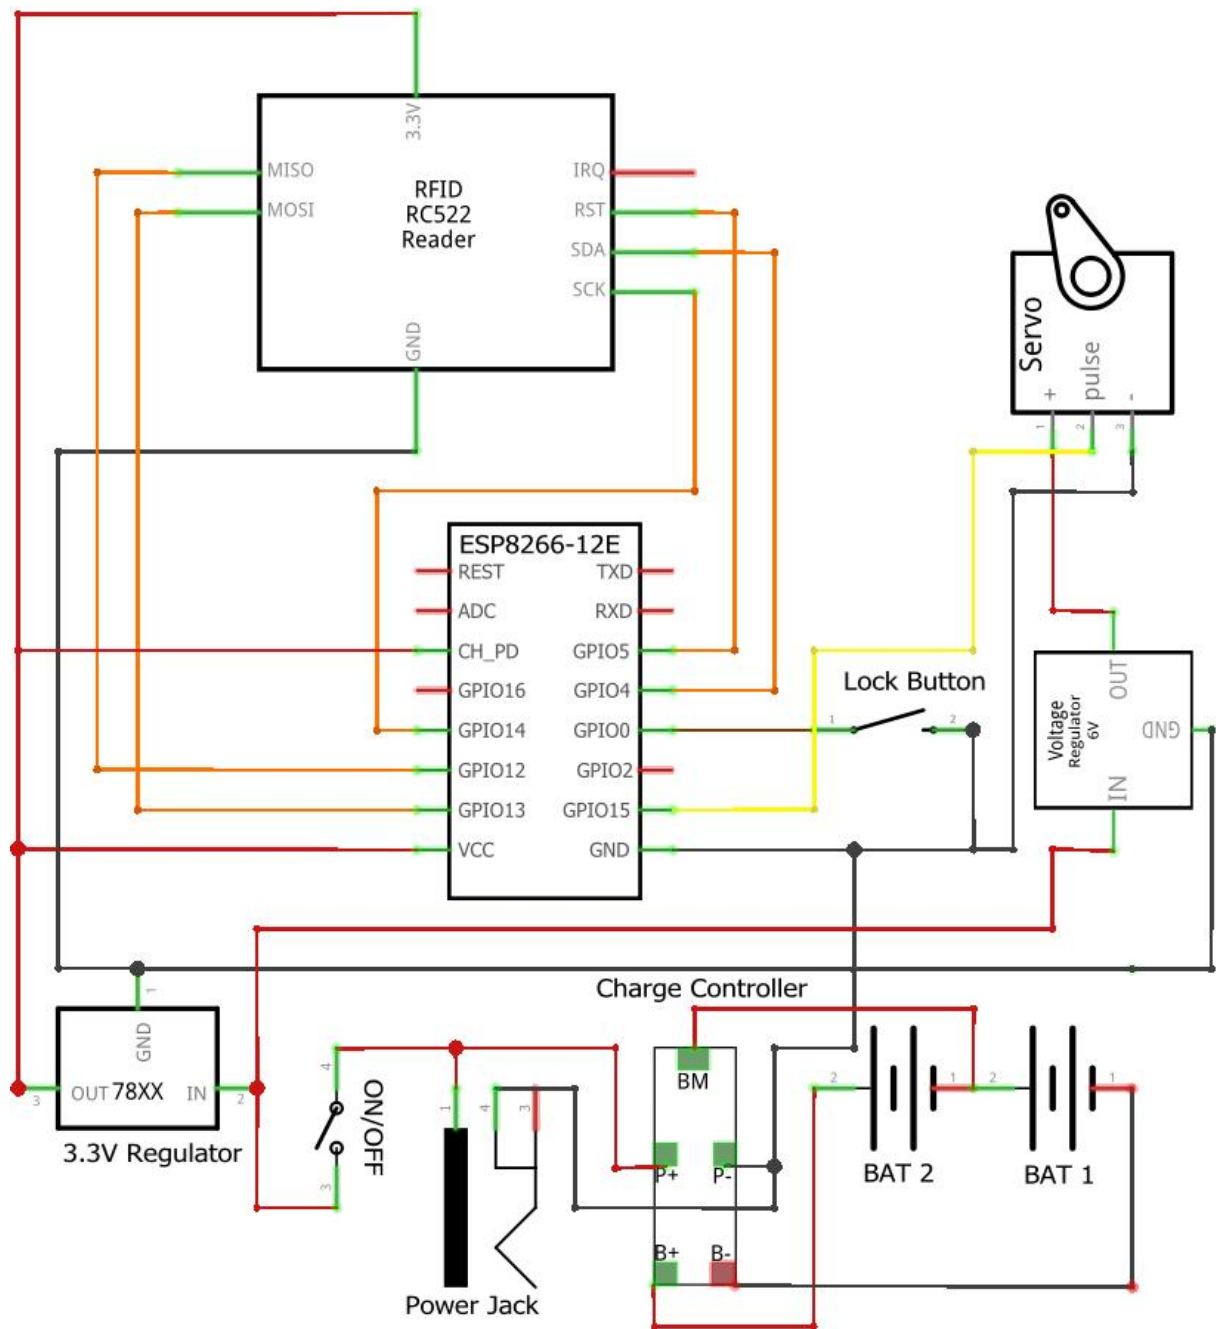 3.3V
MISO
IRQ
MOSI
RST
RFID
RC522
Reader
SDA
SCK
GND
Servo
+
pulse
-
1
2
3
ESP8266-12E
REST
TXD
ADC
RXD
CH_PD
GPIO5
GPIO16
GPIO4
GPIO14
GPIO0
GPIO12
GPIO2
GPIO13
GPIO15
VCC
GND
Lock Button
1
2
OUT
Voltage
Regulator
6V
GND
IN
Charge Controller
1
GND
OUT
78XX
IN
3
2
3.3V Regulator
4
ON/OFF
3
1
4
3
Power Jack
BM
P+
P-
B+
B-
2
1
2
1
BAT 2
BAT 1